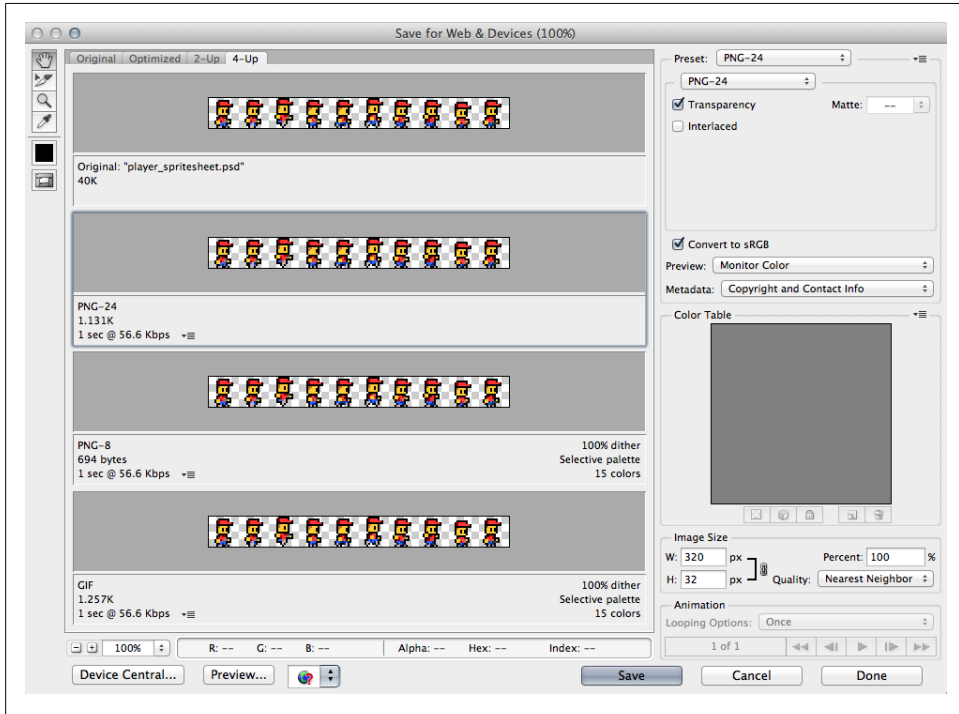 Save for Web & Devices (100%)
Original Optimized 2-Up 4-Up
Original: "player_spritesheet.psd"
40K
PNG-24
1.131K
1 sec @ 56.6 Kbps
PNG-8
694 bytes
1 sec @ 56.6 Kbps
100% dither
Selective palette
15 colors
GIF
1.257K
1 sec @ 56.6 Kbps
100% dither
Selective palette
15 colors
Preset: PNG-24
PNG-24
Transparency Matte: --
Interlaced
Convert to sRGB
Preview: Monitor Color
Metadata: Copyright and Contact Info
Color Table
Image Size
W: 320 px Percent: 100 %
H: 32 px Quality: Nearest Neighbor
Animation
Looping Options: Once
1 of 1
100% R: -- G: -- B: -- Alpha: -- Hex: -- Index: --
Device Central... Preview... Save Cancel Done